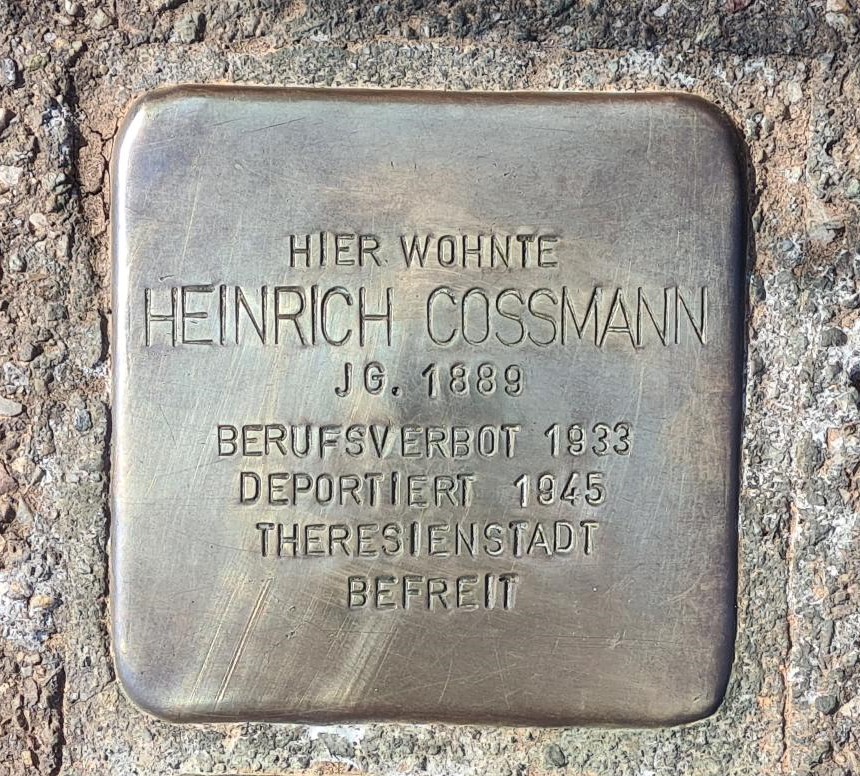 HIER WOHNTE
HEINRICH COSSMANN
JG. 1889
BERUFSVERBOT 1933
DEPORTIERT 1945
THERESIENSTADT
BEFREIT